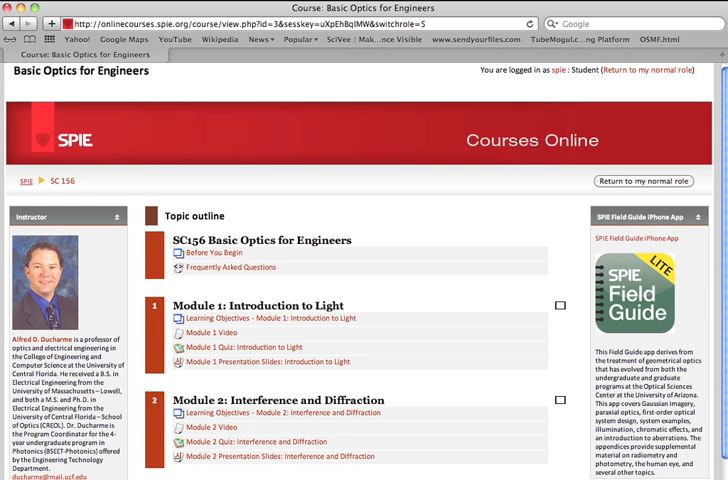 Course: Basic Optics for Engineers
http://onlinecourses.spie.org/course/view.php?id=3&sesskey=uXpEhBqIMW&switchrole=5
Google
Yahoo! Google Maps YouTube Wikipedia News Popular SciVee | Mak...nce Visible www.sendyourfiles.com TubeMogul.c...ng Platform OSMF.html
Course: Basic Optics for Engineers
Basic Optics for Engineers
You are logged in as spie : Student (Return to my normal role)
SPIE
Courses Online
SPIE ► SC 156
Return to my normal role
Instructor
Alfred D. Ducharme is a professor of
optics and electrical engineering in
the College of Engineering and
Computer Science at the University of
Central Florida. He received a B.S. in
Electrical Engineering from the
University of Massachusetts – Lowell,
and both a M.S. and Ph.D. in
Electrical Engineering from the
University of Central Florida – School
of Optics (CREOL). Dr. Ducharme is
the Program Coordinator for the 4-
year undergraduate program in
Photonics (BSEET-Photonics) offered
by the Engineering Technology
Department.
ducharme@mail.ucf.edu
Topic outline
SC156 Basic Optics for Engineers
Before You Begin
Frequently Asked Questions
1
Module 1: Introduction to Light
Learning Objectives - Module 1: Introduction to Light
Module 1 Video
Module 1 Quiz: Introduction to Light
Module 1 Presentation Slides: Introduction to Light
2
Module 2: Interference and Diffraction
Learning Objectives - Module 2: Interference and Diffraction
Module 2 Video
Module 2 Quiz: Interference and Diffraction
Module 2 Presentation Slides: Interference and Diffraction
SPIE Field Guide iPhone App
SPIE Field Guide iPhone App
LITE
SPIE
Field
Guide
This Field Guide app derives from
the treatment of geometrical optics
that has evolved from both the
undergraduate and graduate
programs at the Optical Sciences
Center at the University of Arizona.
This app covers Gaussian imagery,
paraxial optics, first-order optical
system design, system examples,
illumination, chromatic effects, and
an introduction to aberrations. The
appendices provide supplemental
material on radiometry and
photometry, the human eye, and
several other topics.